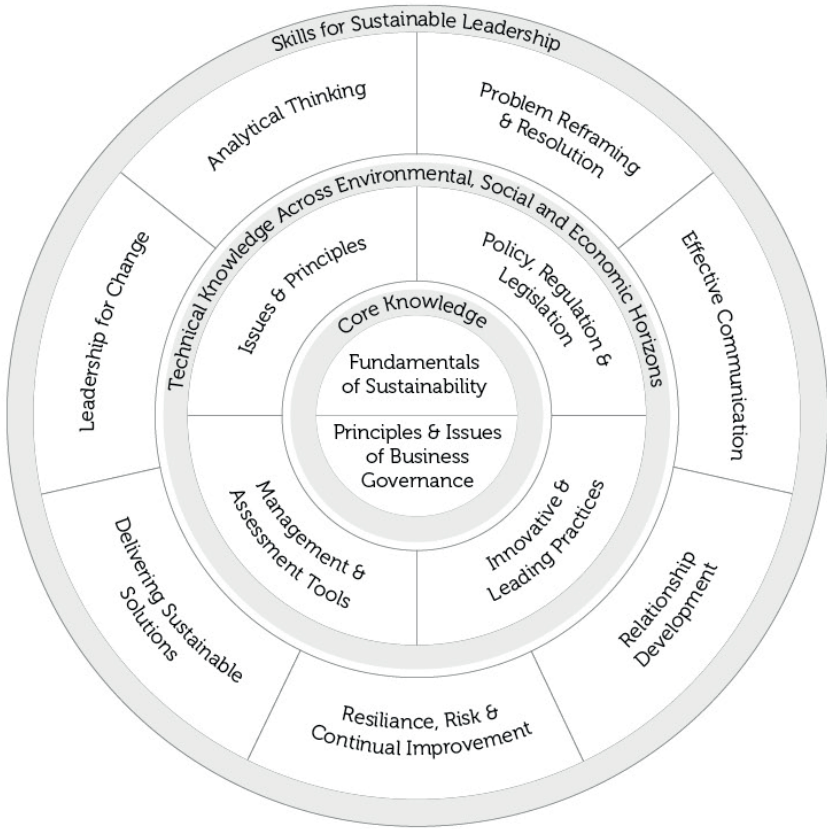 Skills for Sustainable Leadership
Analytical Thinking
Problem Reframing
& Resolution
Effective Communication
Relationship
Development
Resiliance, Risk &
Continual Improvement
Delivering Sustainable
Solutions
Leadership for Change
Technical Knowledge Across Environmental, Social and Economic Horizons
Issues & Principles
Policy, Regulation &
Legislation
Innovative &
Leading Practices
Management &
Assessment Tools
Core Knowledge
Fundamentals
of Sustainability
Principles & Issues
of Business
Governance